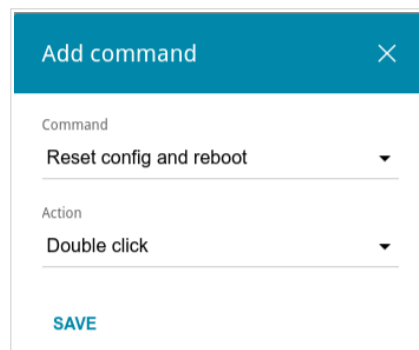 Add command
Command
Reset config and reboot
Action
Double click
SAVE